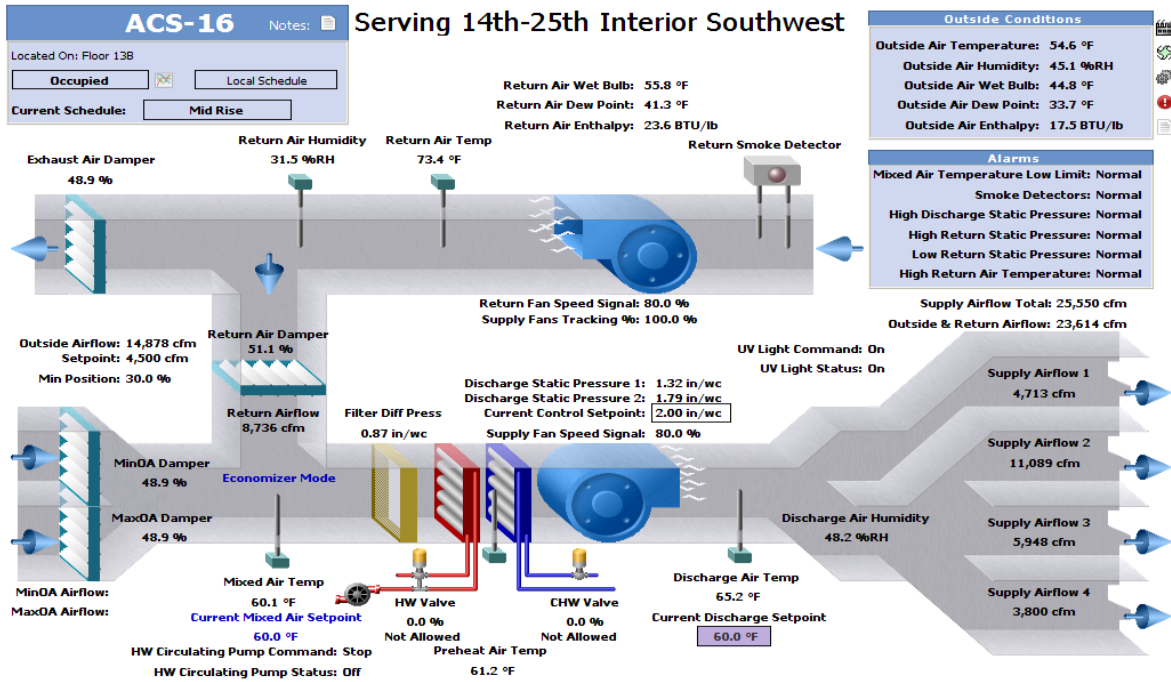 ACS-16
Notes:
Serving 14th-25th Interior Southwest
Located On: Floor 13B
Occupied
Local Schedule
Current Schedule:
Mid Rise
Outside Conditions
Outside Air Temperature: 54.6 °F
Outside Air Humidity: 45.1 %RH
Outside Air Wet Bulb: 44.8 °F
Outside Air Dew Point: 33.7 °F
Outside Air Enthalpy: 17.5 BTU/lb
Return Air Wet Bulb: 55.8 °F
Return Air Dew Point: 41.3 °F
Return Air Enthalpy: 23.6 BTU/lb
Exhaust Air Damper
48.9 %
Return Air Humidity
31.5 %RH
Return Air Temp
73.4 °F
Return Smoke Detector
Alarms
Mixed Air Temperature Low Limit: Normal
Smoke Detectors: Normal
High Discharge Static Pressure: Normal
High Return Static Pressure: Normal
Low Return Static Pressure: Normal
High Return Air Temperature: Normal
Return Fan Speed Signal: 80.0 %
Supply Fans Tracking %: 100.0 %
Supply Airflow Total: 25,550 cfm
Outside & Return Airflow: 23,614 cfm
Outside Airflow: 14,878 cfm
Setpoint: 4,500 cfm
Min Position: 30.0 %
Return Air Damper
51.1 %
Return Airflow
8,736 cfm
UV Light Command: On
UV Light Status: On
Filter Diff Press
0.87 in/wc
Discharge Static Pressure 1: 1.32 in/wc
Discharge Static Pressure 2: 1.79 in/wc
Current Control Setpoint: 2.00 in/wc
Supply Fan Speed Signal: 80.0 %
Supply Airflow 1
4,713 cfm
Supply Airflow 2
11,089 cfm
Supply Airflow 3
5,948 cfm
Supply Airflow 4
3,800 cfm
MinOA Damper
48.9 %
Economizer Mode
MaxOA Damper
48.9 %
Discharge Air Humidity
48.2 %RH
MinOA Airflow:
MaxOA Airflow:
Mixed Air Temp
60.1 °F
Current Mixed Air Setpoint
60.0 °F
HW Valve
0.0 %
Not Allowed
CHW Valve
0.0 %
Not Allowed
Discharge Air Temp
65.2 °F
Current Discharge Setpoint
60.0 °F
HW Circulating Pump Command: Stop
HW Circulating Pump Status: Off
Preheat Air Temp
61.2 °F